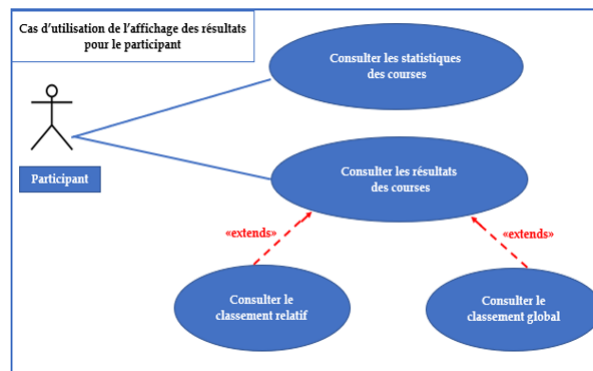 Cas d'utilisation de l'affichage des résultats
pour le participant
Consulter les statistiques
des courses
Participant
Consulter les résultats
des courses
«extends»
«extends»
Consulter le
classement relatif
Consulter le
classement global